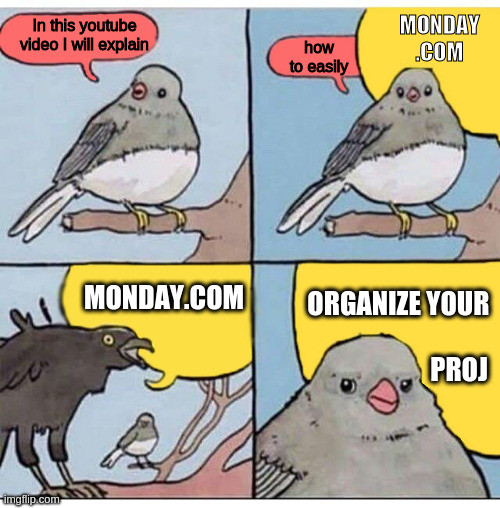 In this youtube
video I will explain
how
to easily
MONDAY
.COM
MONDAY.COM
ORGANIZE YOUR
PROJ
imgflip.com